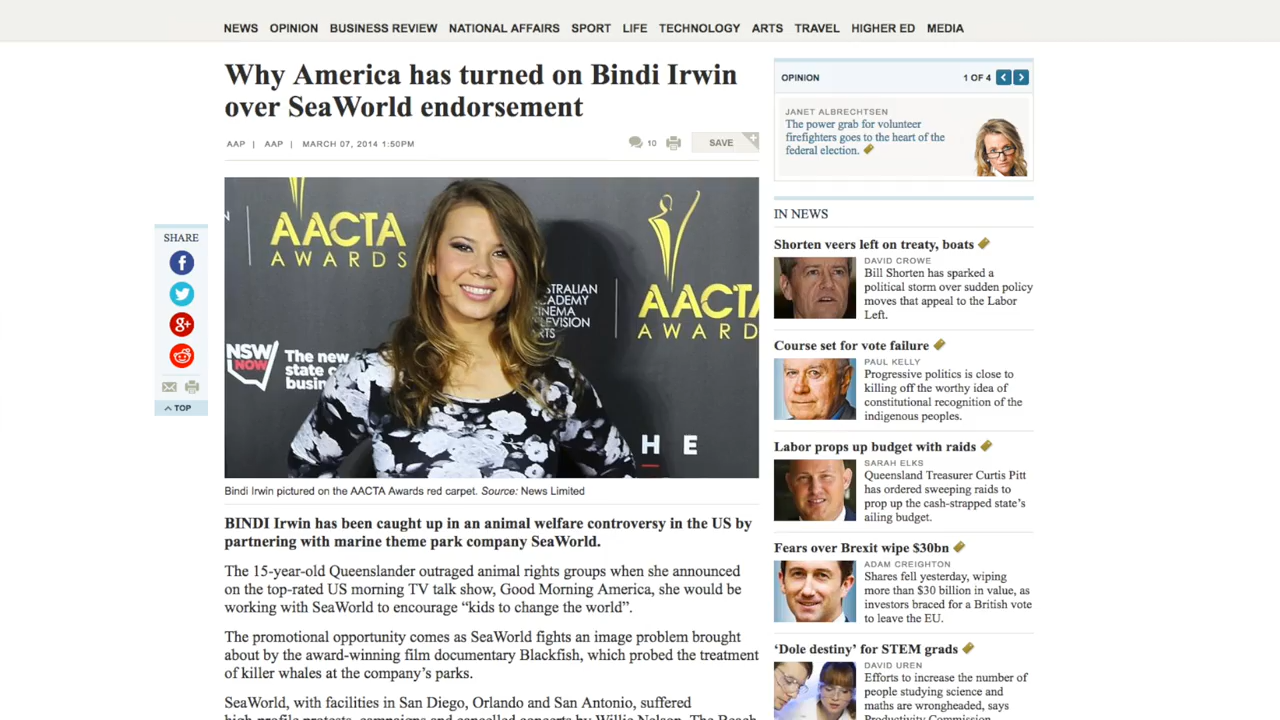 NEWS OPINION BUSINESS REVIEW NATIONAL AFFAIRS SPORT LIFE TECHNOLOGY ARTS TRAVEL HIGHER ED MEDIA
Why America has turned on Bindi Irwin
over SeaWorld endorsement
AAP | AAP | MARCH 07, 2014 1:50PM
10
SAVE
SHARE
TOP
AACTA
AWARDS
AUSTRALIAN
ACADEMY
CINEMA
TELEVISION
ARTS
AACTA
AWARD
NSW
NOW
The new
state
busin
H E
Bindi Irwin pictured on the AACTA Awards red carpet. Source: News Limited
BINDI Irwin has been caught up in an animal welfare controversy in the US by
partnering with marine theme park company SeaWorld.
The 15-year-old Queenslander outraged animal rights groups when she announced
on the top-rated US morning TV talk show, Good Morning America, she would be
working with SeaWorld to encourage “kids to change the world”.
The promotional opportunity comes as SeaWorld fights an image problem brought
about by the award-winning film documentary Blackfish, which probed the treatment
of killer whales at the company’s parks.
SeaWorld, with facilities in San Diego, Orlando and San Antonio, suffered
high profile protests, campaigns and cancelled concerts by Willie Nelson, The Beach
OPINION
1 OF 4
JANET ALBRECHTSEN
The power grab for volunteer
firefighters goes to the heart of the
federal election.
IN NEWS
Shorten veers left on treaty, boats
DAVID CROWE
Bill Shorten has sparked a
political storm over sudden policy
moves that appeal to the Labor
Left.
Course set for vote failure
PAUL KELLY
Progressive politics is close to
killing off the worthy idea of
constitutional recognition of the
indigenous peoples.
Labor props up budget with raids
SARAH ELKS
Queensland Treasurer Curtis Pitt
has ordered sweeping raids to
prop up the cash-strapped state’s
ailing budget.
Fears over Brexit wipe $30bn
ADAM CREIGHTON
Shares fell yesterday, wiping
more than $30 billion in value, as
investors braced for a British vote
to leave the EU.
‘Dole destiny’ for STEM grads
DAVID UREN
Efforts to increase the number of
people studying science and
maths are wrongheaded, says
Productivity Commission